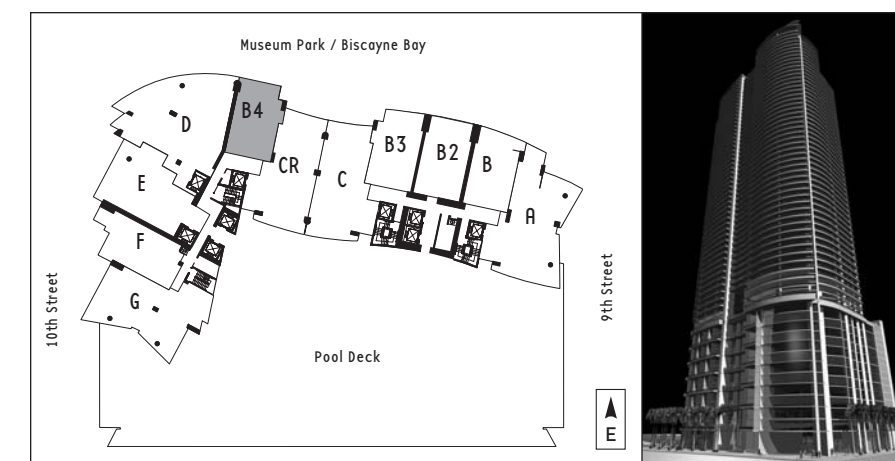 Museum Park / Biscayne Bay
B4
D
B3
B2
B
CR
C
E
A
F
G
10th Street
9th Street
Pool Deck
E